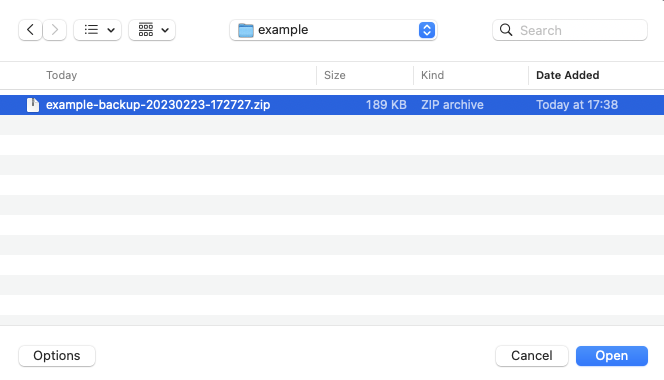 example
Search
Today Size Kind Date Added
example-backup-20230223-172727.zip 189 KB ZIP archive Today at 17:38
Options Cancel Open